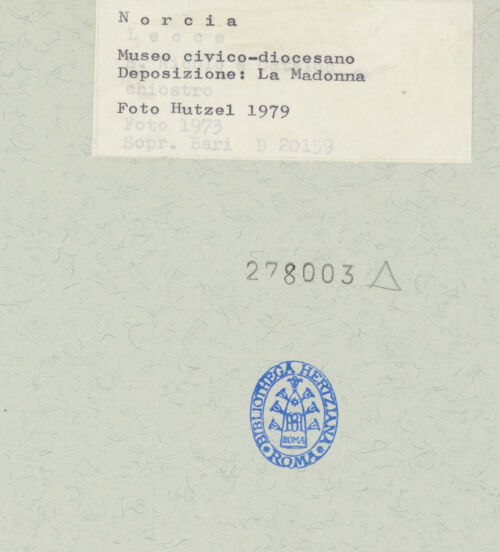 Norcia
Lecce
Museo civico-diocesano
Deposizione: La Madonna
chiostro
Foto Hutzel 1979
Foto 1973
Sopr. Bari D 20159
278003
BIBLIOTHECA HERTZIANA
ROMA
ROMA